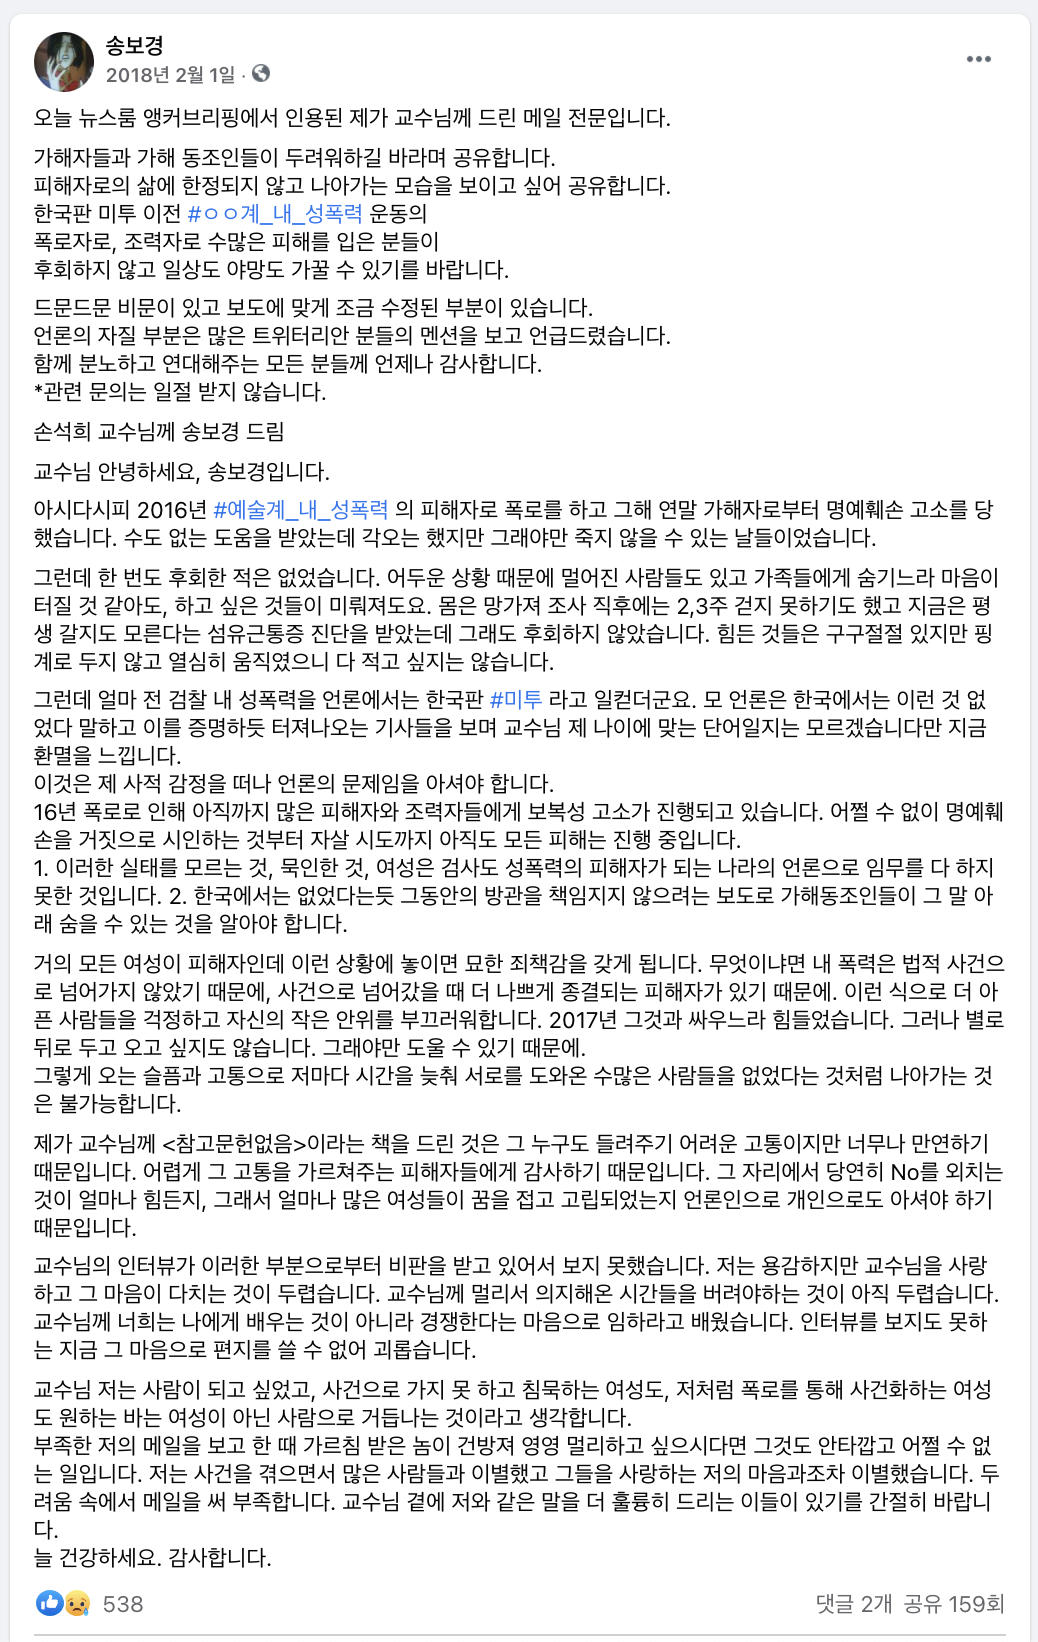 송보경
2018년 2월 1일 ·
오늘 뉴스룸 앵커브리핑에서 인용된 제가 교수님께 드린 메일 전문입니다.
가해자들과 가해 동조인들이 두려워하길 바라며 공유합니다.
피해자로의 삶에 한정되지 않고 나아가는 모습을 보이고 싶어 공유합니다.
한국판 미투 이전 #ㅇㅇ계_내_성폭력 운동의
폭로자로, 조력자로 수많은 피해를 입은 분들이
후회하지 않고 일상도 야망도 가꿀 수 있기를 바랍니다.
드문드문 비문이 있고 보도에 맞게 조금 수정된 부분이 있습니다.
언론의 자질 부분은 많은 트위터리안 분들의 멘션을 보고 언급드렸습니다.
함께 분노하고 연대해주는 모든 분들께 언제나 감사합니다.
*관련 문의는 일절 받지 않습니다.
손석희 교수님께 송보경 드림
교수님 안녕하세요, 송보경입니다.
아시다시피 2016년 #예술계_내_성폭력 의 피해자로 폭로를 하고 그해 연말 가해자로부터 명예훼손 고소를 당
했습니다. 수도 없는 도움을 받았는데 각오는 했지만 그래야만 죽지 않을 수 있는 날들이었습니다.
그런데 한 번도 후회한 적은 없었습니다. 어두운 상황 때문에 멀어진 사람들도 있고 가족들에게 숨기느라 마음이
터질 것 같아도, 하고 싶은 것들이 미뤄져도요. 몸은 망가져 조사 직후에는 2,3주 걷지 못하기도 했고 지금은 평
생 갈지도 모른다는 섬유근통증 진단을 받았는데 그래도 후회하지 않았습니다. 힘든 것들은 구구절절 있지만 핑
계로 두지 않고 열심히 움직였으니 다 적고 싶지는 않습니다.
그런데 얼마 전 검찰 내 성폭력을 언론에서는 한국판 #미투 라고 일컫더군요. 모 언론은 한국에서는 이런 것 없
었다 말하고 이를 증명하듯 터져나오는 기사들을 보며 교수님 제 나이에 맞는 단어일지는 모르겠습니다만 지금
환멸을 느낍니다.
이것은 제 사적 감정을 떠나 언론의 문제임을 아셔야 합니다.
16년 폭로로 인해 아직까지 많은 피해자와 조력자들에게 보복성 고소가 진행되고 있습니다. 어쩔 수 없이 명예훼
손을 거짓으로 시인하는 것부터 자살 시도까지 아직도 모든 피해는 진행 중입니다.
1. 이러한 실태를 모르는 것, 묵인한 것, 여성은 검사도 성폭력의 피해자가 되는 나라의 언론으로 임무를 다 하지
못한 것입니다. 2. 한국에서는 없었다는듯 그동안의 방관을 책임지지 않으려는 보도로 가해동조인들이 그 말 아
래 숨을 수 있는 것을 알아야 합니다.
거의 모든 여성이 피해자인데 이런 상황에 놓이면 묘한 죄책감을 갖게 됩니다. 무엇이냐면 내 폭력은 법적 사건으
로 넘어가지 않았기 때문에, 사건으로 넘어갔을 때 더 나쁘게 종결되는 피해자가 있기 때문에. 이런 식으로 더 아
픈 사람들을 걱정하고 자신의 작은 안위를 부끄러워합니다. 2017년 그것과 싸우느라 힘들었습니다. 그러나 별로
뒤로 두고 오고 싶지도 않습니다. 그래야만 도울 수 있기 때문에.
그렇게 오는 슬픔과 고통으로 저마다 시간을 늦춰 서로를 도와온 수많은 사람들을 없었다는 것처럼 나아가는 것
은 불가능합니다.
제가 교수님께 <참고문헌없음>이라는 책을 드린 것은 그 누구도 들려주기 어려운 고통이지만 너무나 만연하기
때문입니다. 어렵게 그 고통을 가르쳐주는 피해자들에게 감사하기 때문입니다. 그 자리에서 당연히 No를 외치는
것이 얼마나 힘든지, 그래서 얼마나 많은 여성들이 꿈을 접고 고립되었는지 언론인으로 개인으로도 아셔야 하기
때문입니다.
교수님의 인터뷰가 이러한 부분으로부터 비판을 받고 있어서 보지 못했습니다. 저는 용감하지만 교수님을 사랑
하고 그 마음이 다치는 것이 두렵습니다. 교수님께 멀리서 의지해온 시간들을 버려야하는 것이 아직 두렵습니다.
교수님께 너희는 나에게 배우는 것이 아니라 경쟁한다는 마음으로 임하라고 배웠습니다. 인터뷰를 보지도 못하
는 지금 그 마음으로 편지를 쓸 수 없어 괴롭습니다.
교수님 저는 사람이 되고 싶었고, 사건으로 가지 못 하고 침묵하는 여성도, 저처럼 폭로를 통해 사건화하는 여성
도 원하는 바는 여성이 아닌 사람으로 거듭나는 것이라고 생각합니다.
부족한 저의 메일을 보고 한 때 가르침 받은 놈이 건방져 영영 멀리하고 싶으시다면 그것도 안타깝고 어쩔 수 없
는 일입니다. 저는 사건을 겪으면서 많은 사람들과 이별했고 그들을 사랑하는 저의 마음과조차 이별했습니다. 두
려움 속에서 메일을 써 부족합니다. 교수님 곁에 저와 같은 말을 더 훌륭히 드리는 이들이 있기를 간절히 바랍니
다.
늘 건강하세요. 감사합니다.
538
댓글 2개 공유 159회